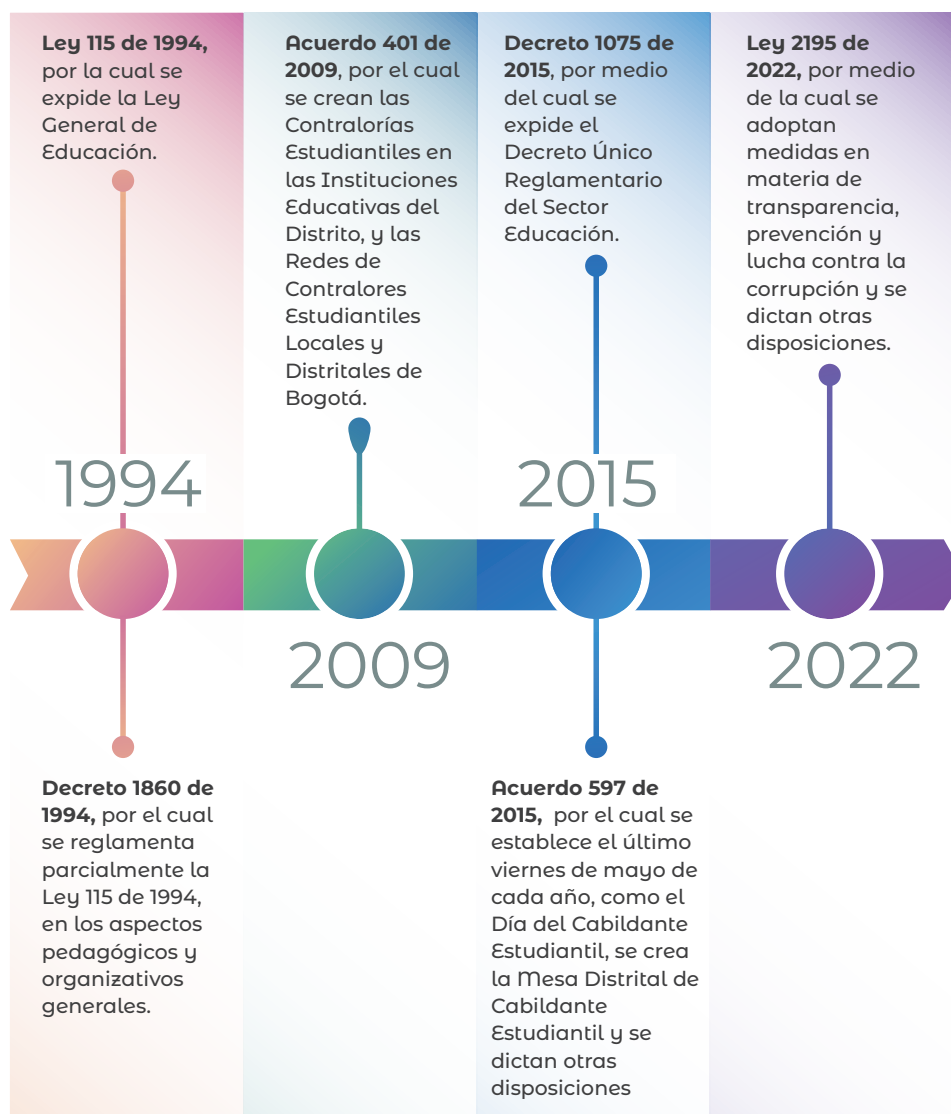 Ley 115 de 1994,
por la cual se
expide la Ley
General de
Educación.
Acuerdo 401 de
2009, por el cual
se crean las
Contralorías
Estudiantiles en
las Instituciones
Educativas del
Distrito, y las
Redes de
Contralores
Estudiantiles
Locales y
Distritales de
Bogotá.
Decreto 1075 de
2015, por medio
del cual se
expide el
Decreto Único
Reglamentario
del Sector
Educación.
Ley 2195 de
2022, por medio
de la cual se
adoptan
medidas en
materia de
transparencia,
prevención y
lucha contra la
corrupción y se
dictan otras
disposiciones.
1994
2015
2009
2022
Decreto 1860 de
1994, por el cual
se reglamenta
parcialmente la
Ley 115 de 1994,
en los aspectos
pedagógicos y
organizativos
generales.
Acuerdo 597 de
2015, por el cual se
establece el último
viernes de mayo de
cada año, como el
Día del Cabildante
Estudiantil, se crea
la Mesa Distrital de
Cabildante
Estudiantil y se
dictan otras
disposiciones